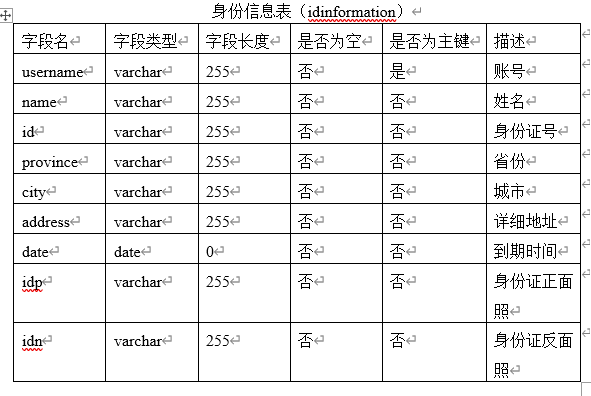 身份信息表（idinformation）
字段名 字段类型 字段长度 是否为空 是否为主键 描述
username varchar 255 否 是 账号
name varchar 255 否 否 姓名
id varchar 255 否 否 身份证号
province varchar 255 否 否 省份
city varchar 255 否 否 城市
address varchar 255 否 否 详细地址
date date 0 否 否 到期时间
idp varchar 255 否 否 身份证正面
照
idn varchar 255 否 否 身份证反面
照